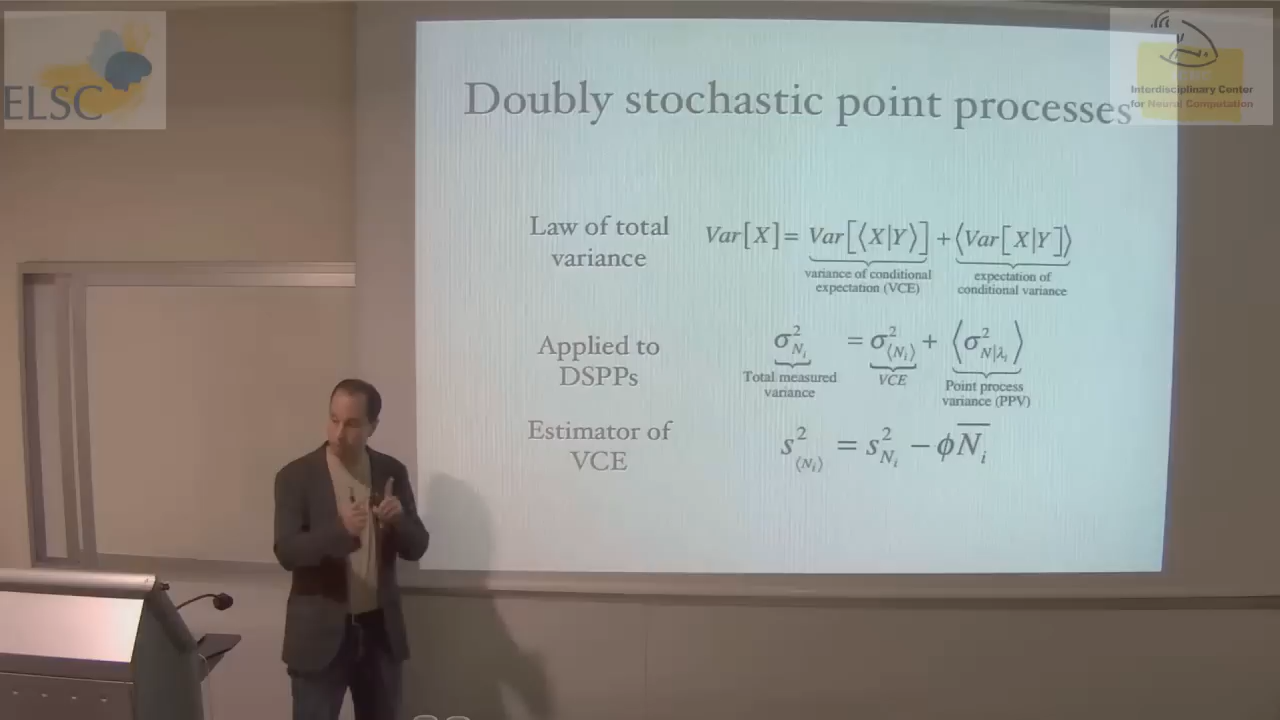 ELSC
Interdisciplinary Center
for Neural Computation
Doubly stochastic point processes
Law of total
variance
Var[X] = Var[⟨X|Y⟩] + ⟨Var[X|Y]⟩
variance of conditional
expectation (VCE)
expectation of
conditional variance
Applied to
DSPPs
σ²_{N_i} = σ²_{⟨N_i⟩} + ⟨σ²_{N|λ_i}⟩
Total measured
variance
VCE
Point process
variance (PPV)
Estimator of
VCE
s²_{⟨N_i⟩} = s²_{N_i} − ϕ\overline{N_i}